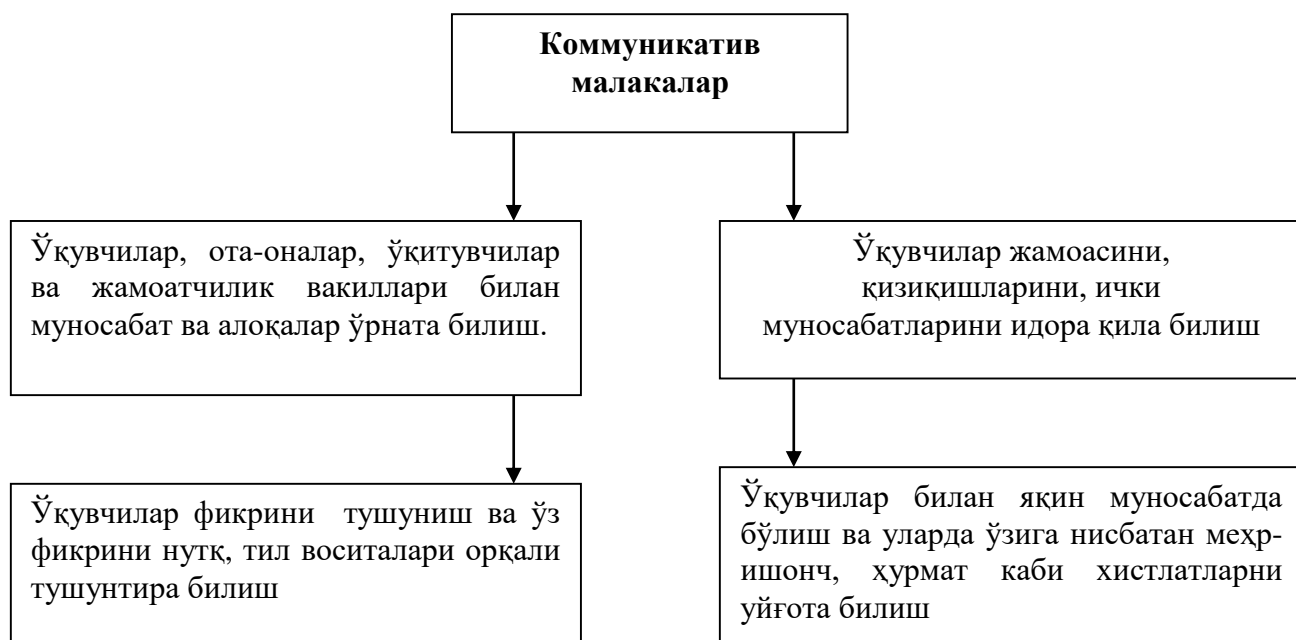 Коммуникатив
малакалар
Ўқувчилар, ота-оналар, ўқитувчилар
ва жамоатчилик вакиллари билан
муносабат ва алоқалар ўрната билиш.
Ўқувчилар жамоасини,
қизиқишларини, ички
муносабатларини идора қила билиш
Ўқувчилар фикрини тушуниш ва ўз
фикрини нутқ, тил воситалари орқали
тушунтира билиш
Ўқувчилар билан яқин муносабатда
бўлиш ва уларда ўзига нисбатан меҳр-
ишонч, ҳурмат каби хистлатларни
уйғота билиш